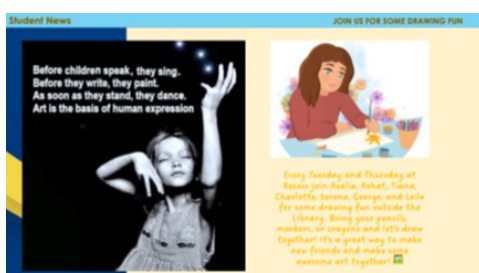 Student News
JOIN US FOR SOME DRAWING FUN
Before children speak, they sing.
Before they write, they paint.
As soon as they stand, they dance.
Art is the basis of human expression
Every Tuesday and Thursday at
Recess join Azalia, Rehat, Tiana,
Charlotte, Serena, George, and Leila
for some drawing fun outside the
Library. Bring your pencils,
markers, or crayons and let's draw
together! It's a great way to make
new friends and make some
awesome art together!